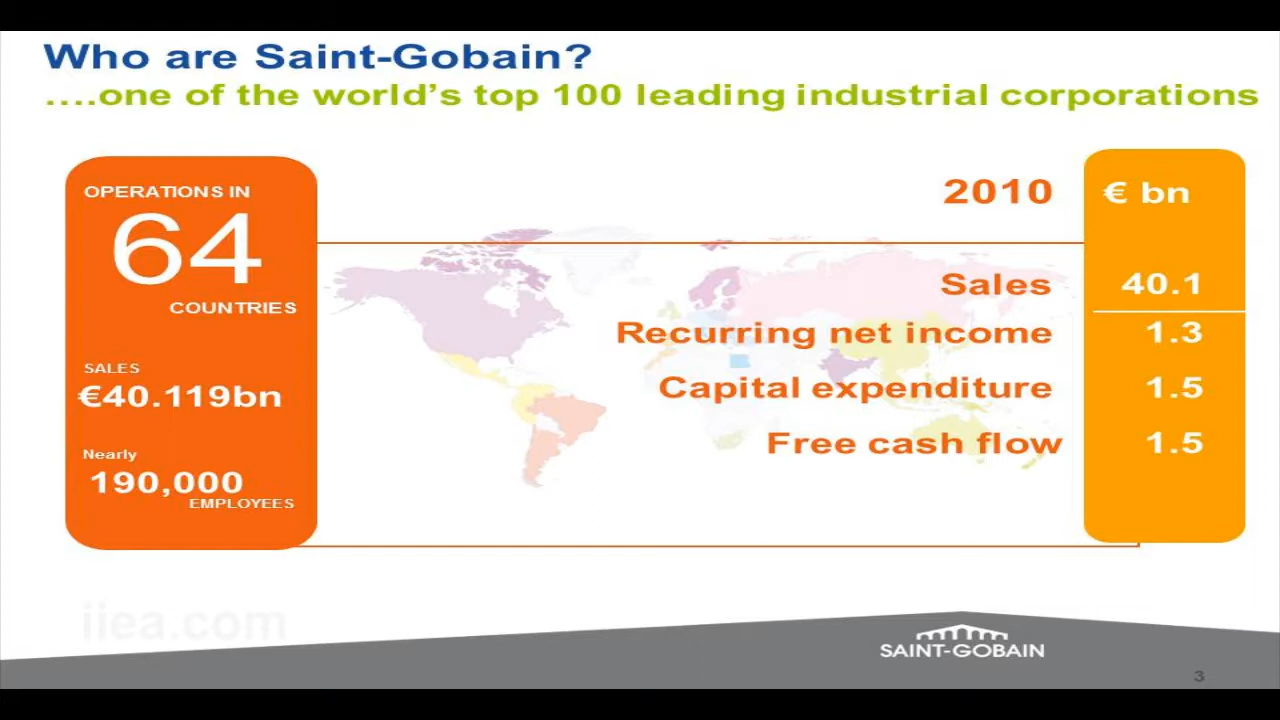 Who are Saint-Gobain?
....one of the world's top 100 leading industrial corporations
OPERATIONS IN
64
COUNTRIES
SALES
€40.119bn
Nearly
190,000
EMPLOYEES
2010 € bn
Sales 40.1
Recurring net income 1.3
Capital expenditure 1.5
Free cash flow 1.5
iiea.com
SAINT-GOBAIN
3